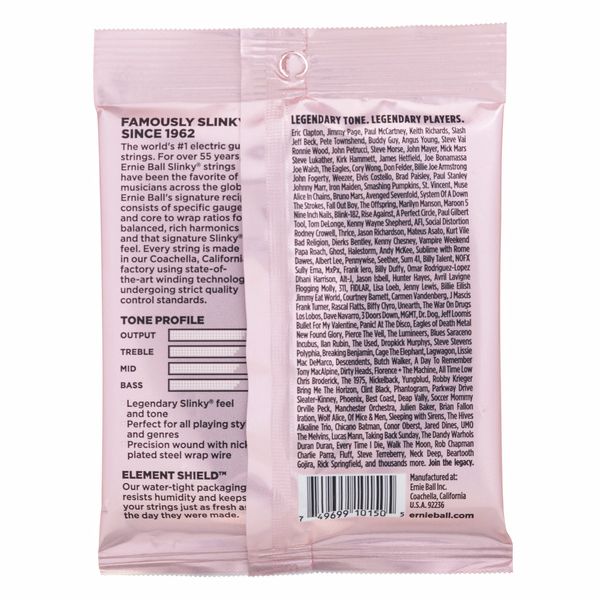 FAMOUSLY SLINKY
SINCE 1962
The world's #1 electric gu
strings. For over 55 years,
Ernie Ball Slinky® strings
have been the favorite of
musicians across the glob
Ernie Ball's signature recip
consists of specific gauge
and core to wrap ratios fo
balanced, rich harmonics
and that signature Slinky®
feel. Every string is made
in our Coachella, Californi
factory using state-of-
the-art winding technolog
undergoing strict quality
control standards.
TONE PROFILE
OUTPUT
TREBLE
MID
BASS
Legendary Slinky® feel
and tone
Perfect for all playing sty
and genres
Precision wound with nick
plated steel wrap wire
ELEMENT SHIELD™
Our water-tight packaging
resists humidity and keeps
your strings just as fresh as
the day they were made.
LEGENDARY TONE. LEGENDARY PLAYERS.
Eric Clapton, Jimmy Page, Paul McCartney, Keith Richards, Slash
Jeff Beck, Pete Townshend, Buddy Guy, Angus Young, Steve Vai
Ronnie Wood, John Petrucci, Steve Morse, John Mayer, Mick Mars
Steve Lukather, Kirk Hammett, James Hetfield, Joe Bonamassa
Joe Walsh, The Eagles, Cory Wong, Don Felder, Billie Joe Armstrong
John Fogerty, Weezer, Elvis Costello, Brad Paisley, Paul Stanley
Johnny Marr, Iron Maiden, Smashing Pumpkins, St. Vincent, Muse
Alice In Chains, Bruno Mars, Avenged Sevenfold, System Of A Down
The Strokes, Fall Out Boy, The Offspring, Marilyn Manson, Maroon 5
Nine Inch Nails, Blink-182, Rise Against, A Perfect Circle, Paul Gilbert
Tool, Tom DeLonge, Kenny Wayne Shepherd, AFI, Social Distortion
Rodney Crowell, Thrice, Jason Richardson, Mateus Asato, Kurt Vile
Bad Religion, Dierks Bentley, Kenny Chesney, Vampire Weekend
Papa Roach, Ghost, Halestorm, Andy McKee, Sublime with Rome
Dawes, Albert Lee, Pennywise, Seether, Sum 41, Billy Talent, NOFX
Sully Erna, MxPx, Frank Iero, Billy Duffy, Omar Rodriguez-Lopez
Dhani Harrison, Alt-J, Jason Isbell, Hunter Hayes, Avril Lavigne
Flogging Molly, 311, FIDLAR, Lisa Loeb, Jenny Lewis, Billie Eilish
Jimmy Eat World, Courtney Barnett, Carmen Vandenberg, J Mascis
Frank Turner, Rascal Flatts, Biffy Clyro, Unearth, The War On Drugs
Los Lobos, Dave Navarro, 3 Doors Down, MGMT, Dr. Dog, Jeff Loomis
Bullet For My Valentine, Panic! At The Disco, Eagles of Death Metal
New Found Glory, Pierce The Veil, The Lumineers, Blues Saraceno
Incubus, Ilan Rubin, The Used, Dropkick Murphys, Steve Stevens
Polyphia, Breaking Benjamin, Cage The Elephant, Lagwagon, Lissie
Mac DeMarco, Descendents, Butch Walker, A Day To Remember
Tony MacAlpine, Dirty Heads, Florence + The Machine, All Time Low
Chris Broderick, The 1975, Nickelback, Yungblud, Robby Krieger
Bring Me The Horizon, Clint Black, Phantogram, Parkway Drive
Sleater-Kinney, Phoenix, Best Coast, Deap Vally, Soccer Mommy
Orville Peck, Manchester Orchestra, Julien Baker, Brian Fallon
Iration, Wolf Alice, Of Mice & Men, Sleeping with Sirens, The Hives
Alkaline Trio, Chicano Batman, Conor Oberst, Jared Dines, UMO
The Melvins, Lucas Mann, Taking Back Sunday, The Dandy Warhols
Duran Duran, Every Time I Die, Walk The Moon, Rob Chapman
Charlie Parra, Fluff, Steve Terreberry, Neck Deep, Beartooth
Gojira, Rick Springfield, and thousands more. Join the legacy.
7 49699 10150 5
Manufactured at:
Ernie Ball Inc.
Coachella, California
U.S.A. 92236
ernieball.com